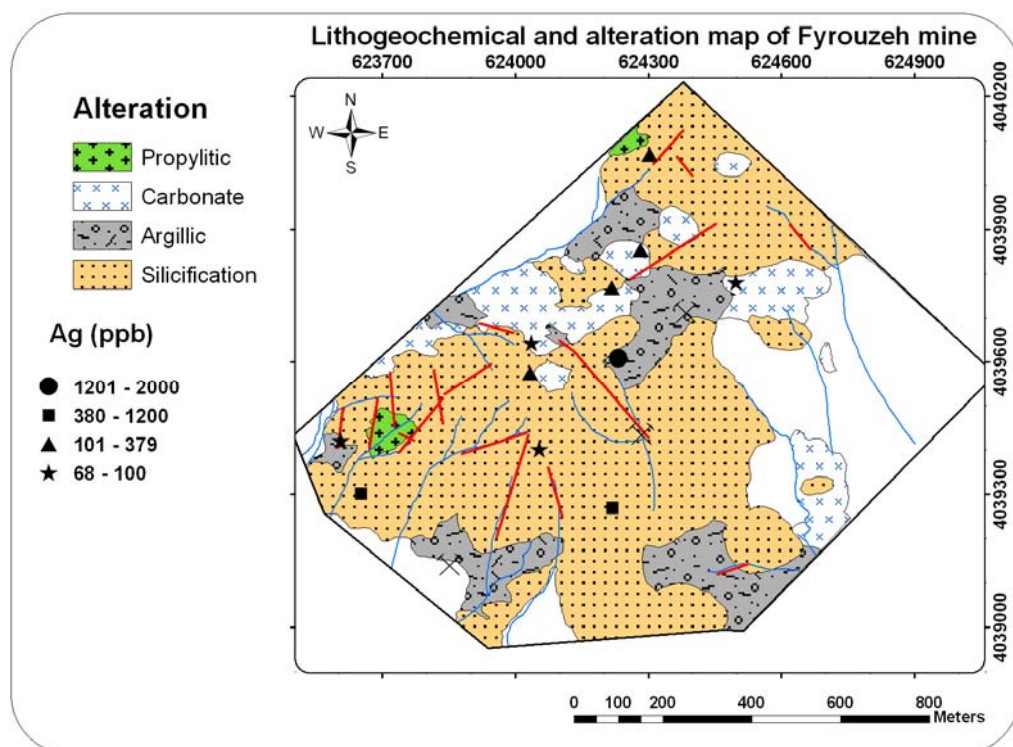 Lithogeochemical and alteration map of Fyrouzeh mine
623700 624000 624300 624600 624900
4040200
4039900
4039600
4039300
4039000
N
W E
S
Alteration
Propylitic
Carbonate
Argillic
Silicification
Ag (ppb)
1201 - 2000
380 - 1200
101 - 379
68 - 100
0 100 200 400 600 800
Meters